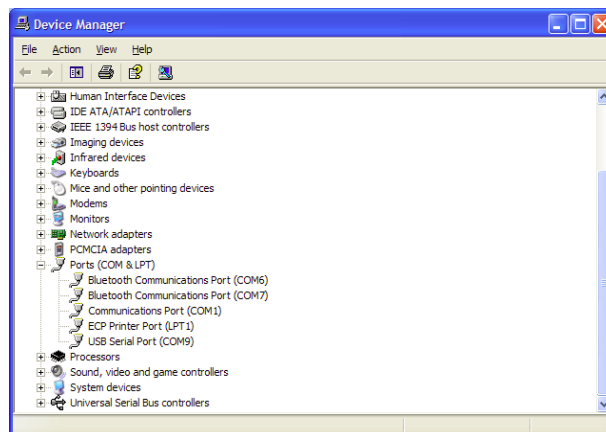 Device Manager
File Action View Help
Human Interface Devices
IDE ATA/ATAPI controllers
IEEE 1394 Bus host controllers
Imaging devices
Infrared devices
Keyboards
Mice and other pointing devices
Modems
Monitors
Network adapters
PCMCIA adapters
Ports (COM & LPT)
Bluetooth Communications Port (COM6)
Bluetooth Communications Port (COM7)
Communications Port (COM1)
ECP Printer Port (LPT1)
USB Serial Port (COM9)
Processors
Sound, video and game controllers
System devices
Universal Serial Bus controllers